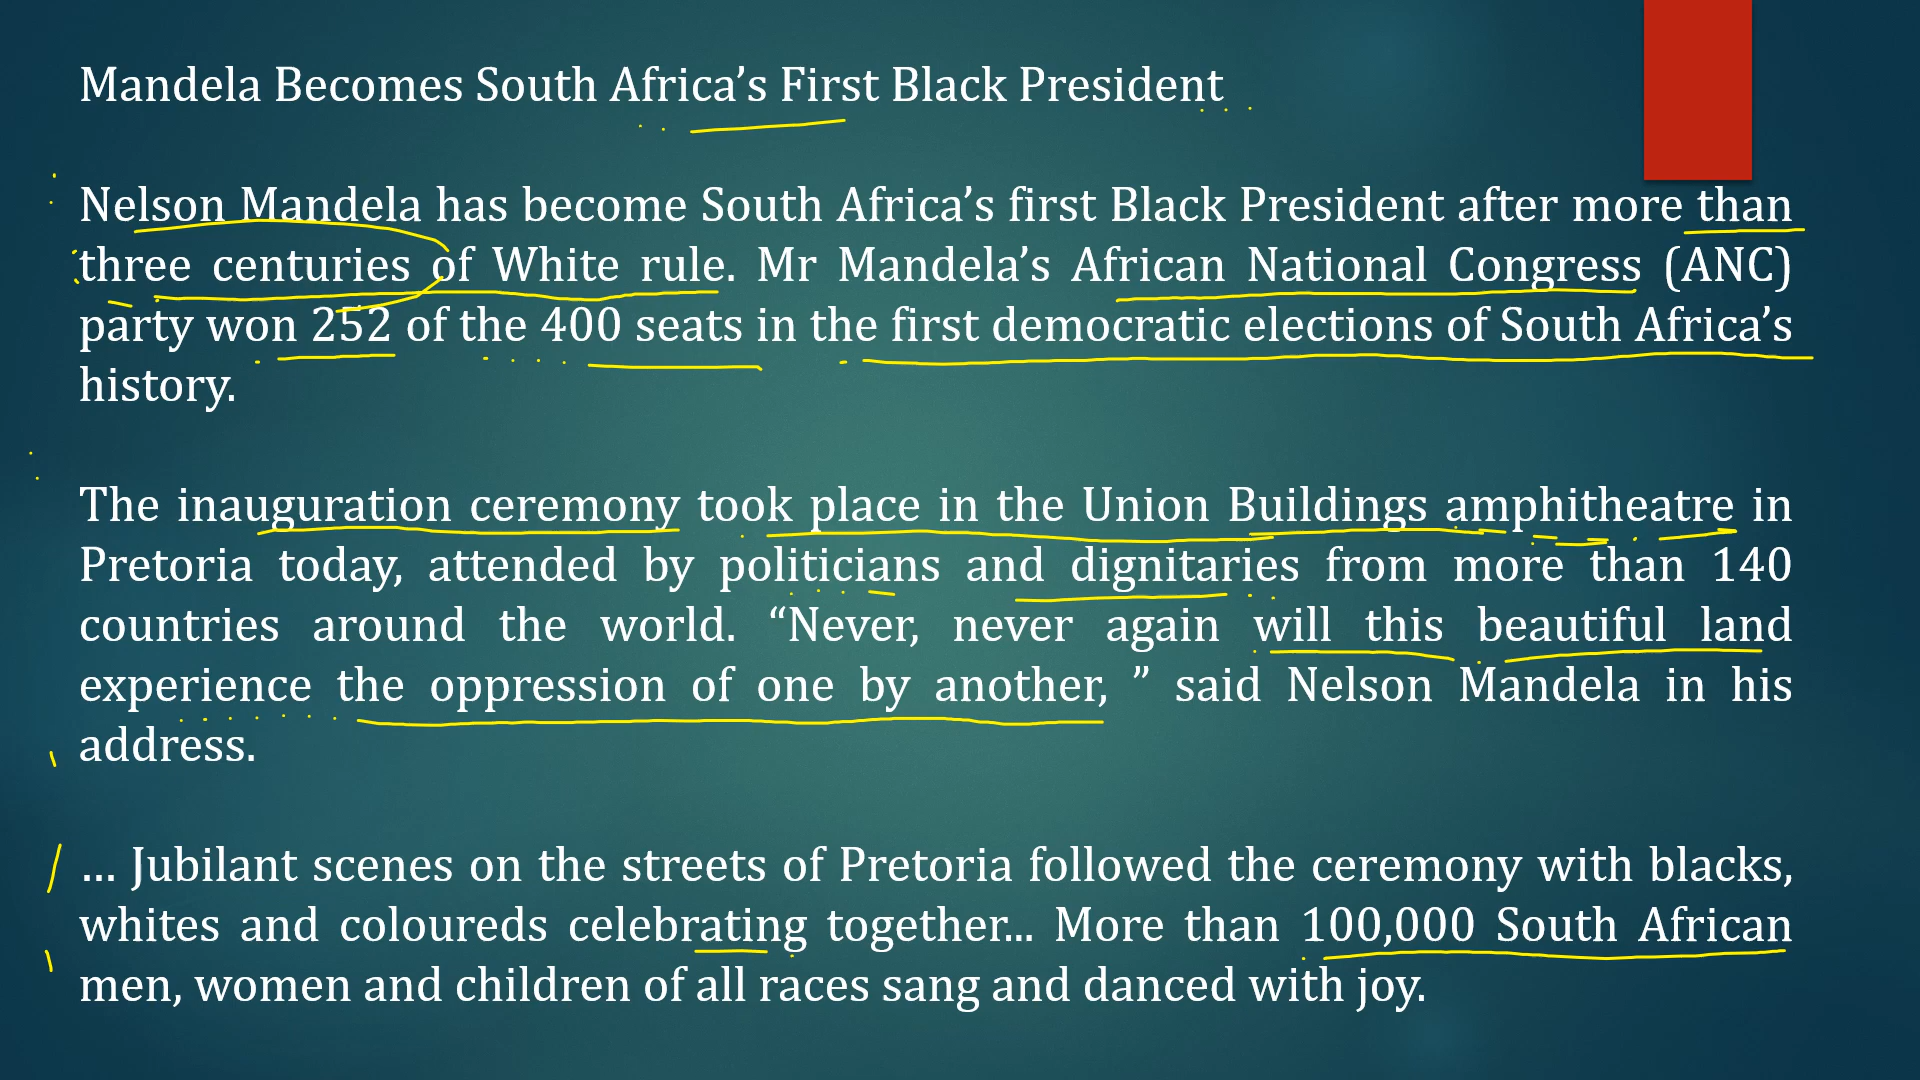 Mandela Becomes South Africa’s First Black President
Nelson Mandela has become South Africa’s first Black President after more than
three centuries of White rule. Mr Mandela’s African National Congress (ANC)
party won 252 of the 400 seats in the first democratic elections of South Africa’s
history.
The inauguration ceremony took place in the Union Buildings amphitheatre in
Pretoria today, attended by politicians and dignitaries from more than 140
countries around the world. “Never, never again will this beautiful land
experience the oppression of one by another, ” said Nelson Mandela in his
address.
... Jubilant scenes on the streets of Pretoria followed the ceremony with blacks,
whites and coloureds celebrating together... More than 100,000 South African
men, women and children of all races sang and danced with joy.